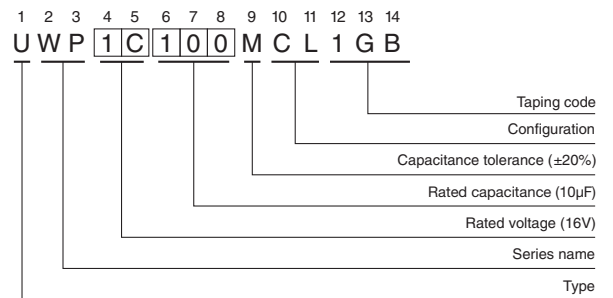 1 2 3 4 5 6 7 8 9 10 11 12 13 14
U W P 1 C 1 0 0 M C L 1 G B
Taping code
Configuration
Capacitance tolerance (±20%)
Rated capacitance (10µF)
Rated voltage (16V)
Series name
Type